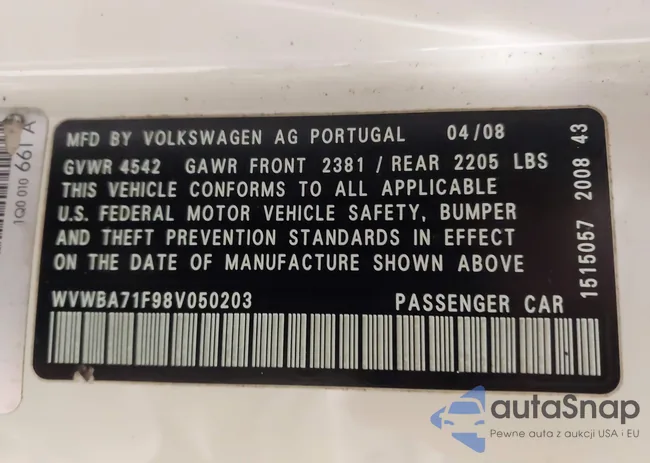 MFD BY VOLKSWAGEN AG PORTUGAL 04/08
GVWR 4542 GAWR FRONT 2381 / REAR 2205 LBS
THIS VEHICLE CONFORMS TO ALL APPLICABLE
U.S. FEDERAL MOTOR VEHICLE SAFETY, BUMPER
AND THEFT PREVENTION STANDARDS IN EFFECT
ON THE DATE OF MANUFACTURE SHOWN ABOVE
WVWBA71F98V050203 PASSENGER CAR
1515057 2008 43
1Q0 010 661 A
autaSnap
Pewne auta z aukcji USA i EU